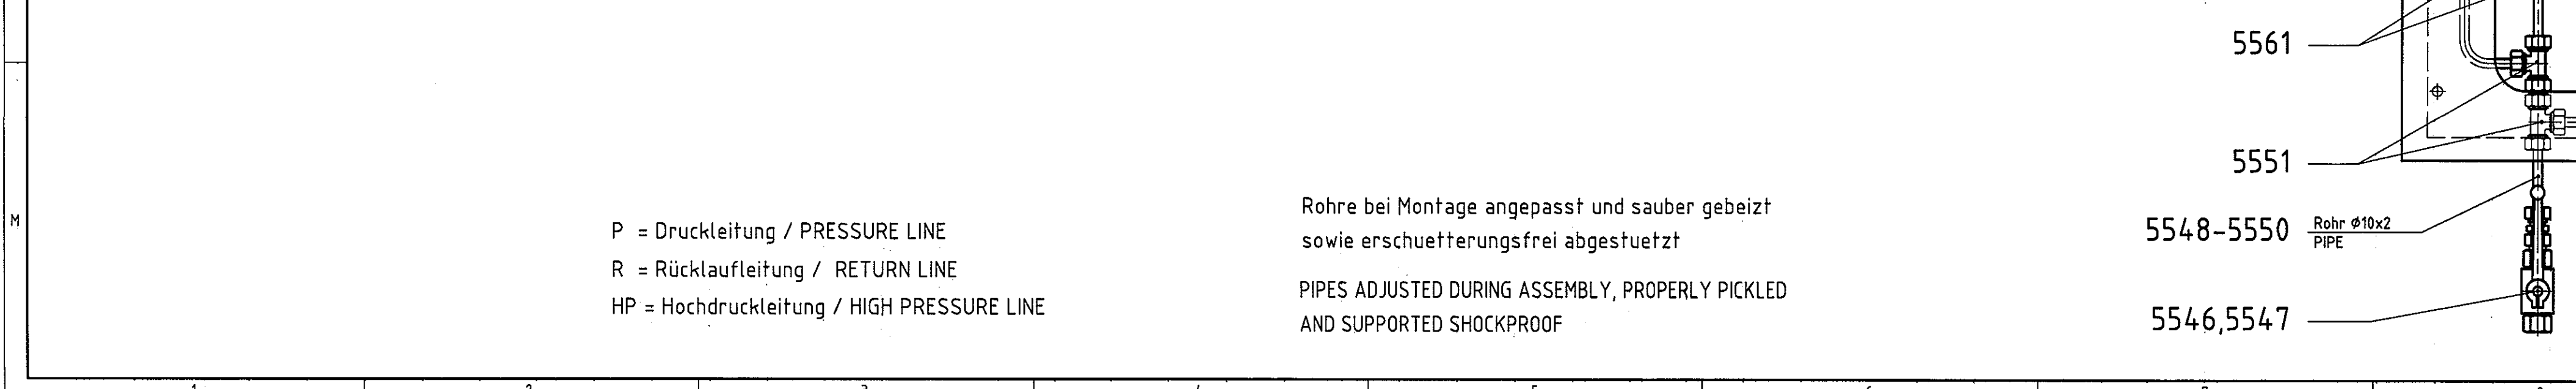 5561
5551
M
P = Druckleitung / PRESSURE LINE
R = Rücklaufleitung / RETURN LINE
HP = Hochdruckleitung / HIGH PRESSURE LINE
Rohre bei Montage angepasst und sauber gebeizt
sowie erschuetterungsfrei abgestuetzt
PIPES ADJUSTED DURING ASSEMBLY, PROPERLY PICKLED
AND SUPPORTED SHOCKPROOF
5548-5550
Rohr Φ10x2
PIPE
5546,5547